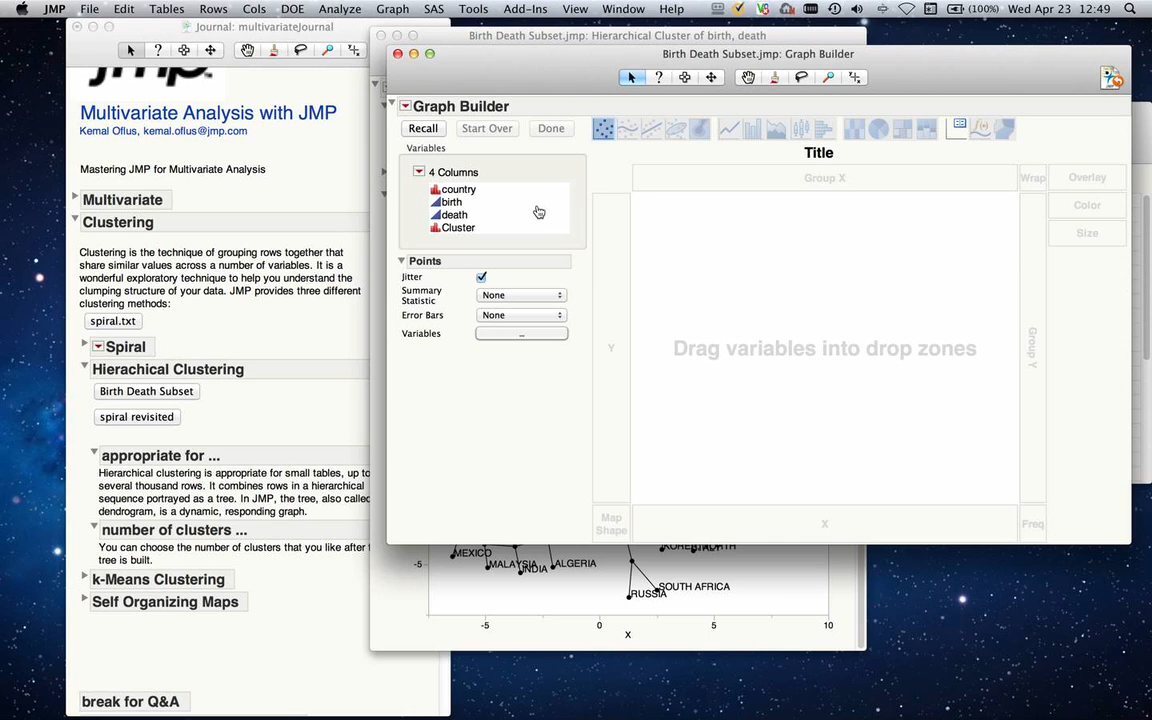 JMP File Edit Tables Rows Cols DOE Analyze Graph SAS Tools Add-Ins View Window Help (100%) Wed Apr 23 12:49
Journal: multivariateJournal
jmp
Multivariate Analysis with JMP
Kemal Oflus, kemal.oflus@jmp.com
Mastering JMP for Multivariate Analysis
Multivariate
Clustering
Clustering is the technique of grouping rows together that
share similar values across a number of variables. It is a
wonderful exploratory technique to help you understand the
clumping structure of your data. JMP provides three different
clustering methods:
spiral.txt
Spiral
Hierachical Clustering
Birth Death Subset
spiral revisited
appropriate for ...
Hierarchical clustering is appropriate for small tables, up to
several thousand rows. It combines rows in a hierarchical
sequence portrayed as a tree. In JMP, the tree, also called
dendrogram, is a dynamic, responding graph.
number of clusters ...
You can choose the number of clusters that you like after t
tree is built.
k-Means Clustering
Self Organizing Maps
break for Q&A
Birth Death Subset.jmp: Hierarchical Cluster of birth, death
Birth Death Subset.jmp: Graph Builder
Graph Builder
Recall Start Over Done
Variables
4 Columns
country
birth
death
Cluster
Points
Jitter
Summary
Statistic
None
Error Bars None
Variables ...
Title
Group X
Wrap
Overlay
Color
Size
Y
Drag variables into drop zones
Group Y
Map
Shape
X
Freq
MEXICO
MALAYSIA
INDIA
ALGERIA
SOUTH AFRICA
RUSSIA
-5
-5 0 5 10
X